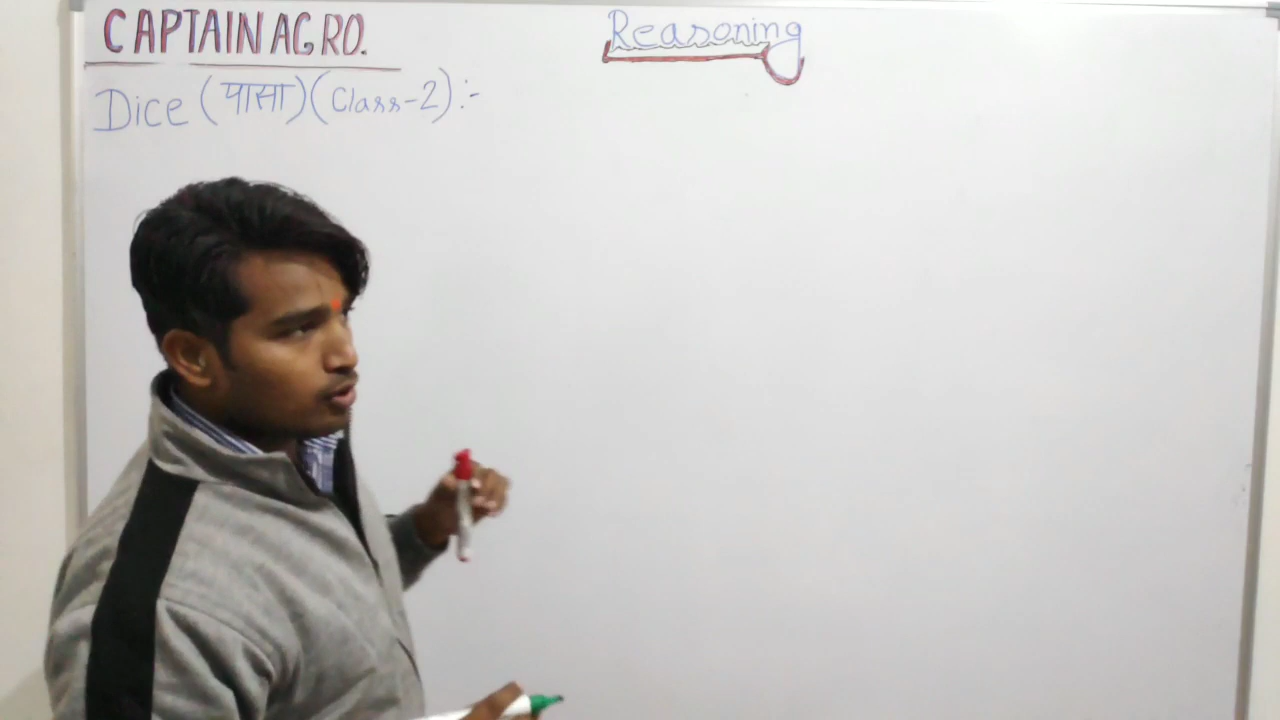 CAPTAIN AGRO.
Reasoning
Dice (पासा) (Class-2):-